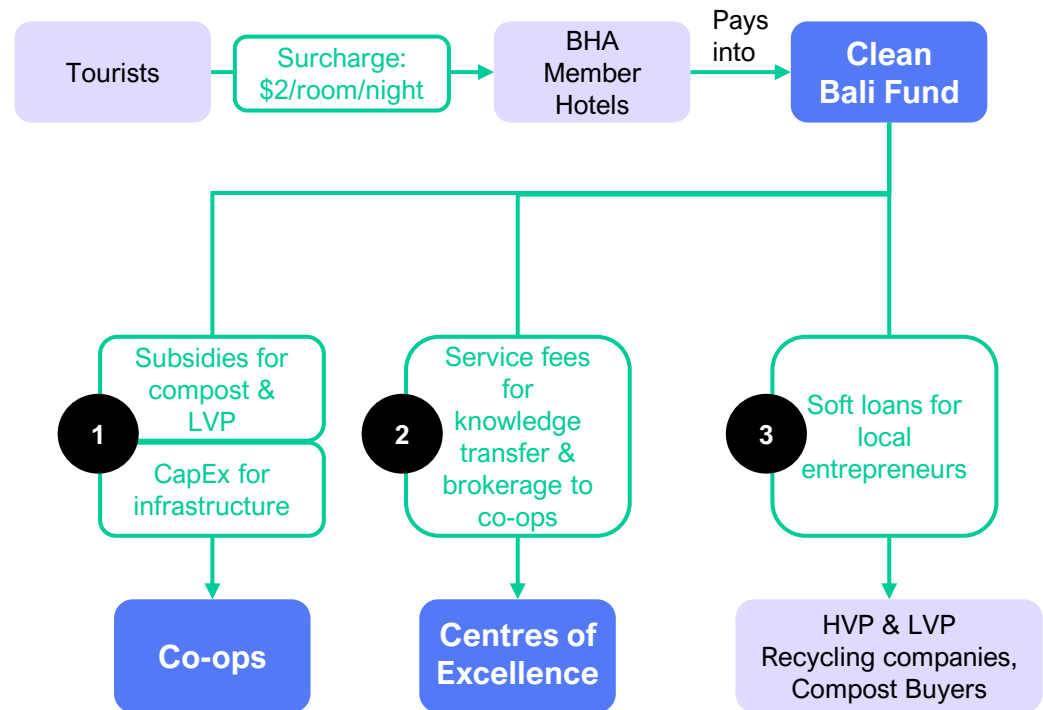 Tourists
Surcharge:
$2/room/night
BHA
Member
Hotels
Pays
into
Clean
Bali Fund
1
Subsidies for
compost &
LVP
CapEx for
infrastructure
2
Service fees
for
knowledge
transfer &
brokerage to
co-ops
3
Soft loans for
local
entrepreneurs
Co-ops
Centres of
Excellence
HVP & LVP
Recycling companies,
Compost Buyers